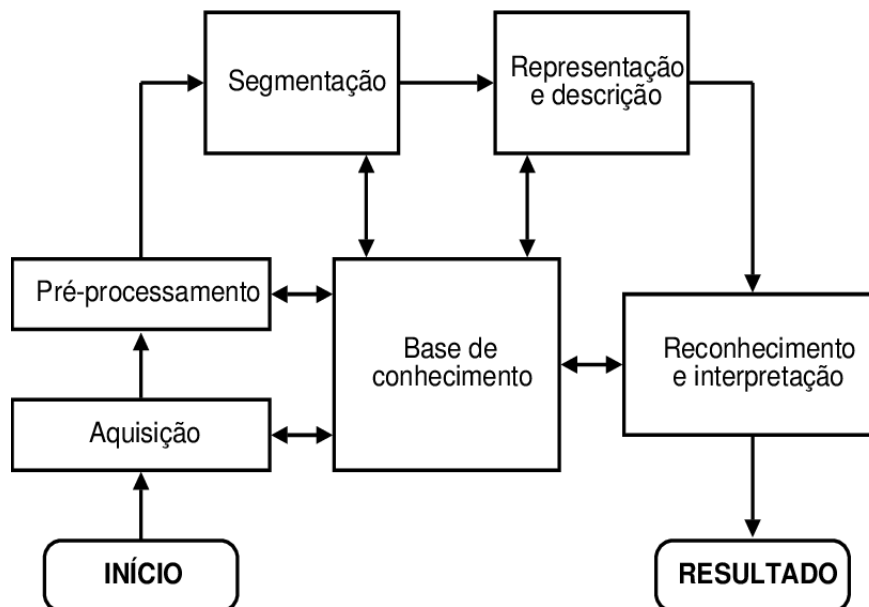 Segmentação
Representação
e descrição
Pré-processamento
Base de
conhecimento
Reconhecimento
e interpretação
Aquisição
INÍCIO
RESULTADO